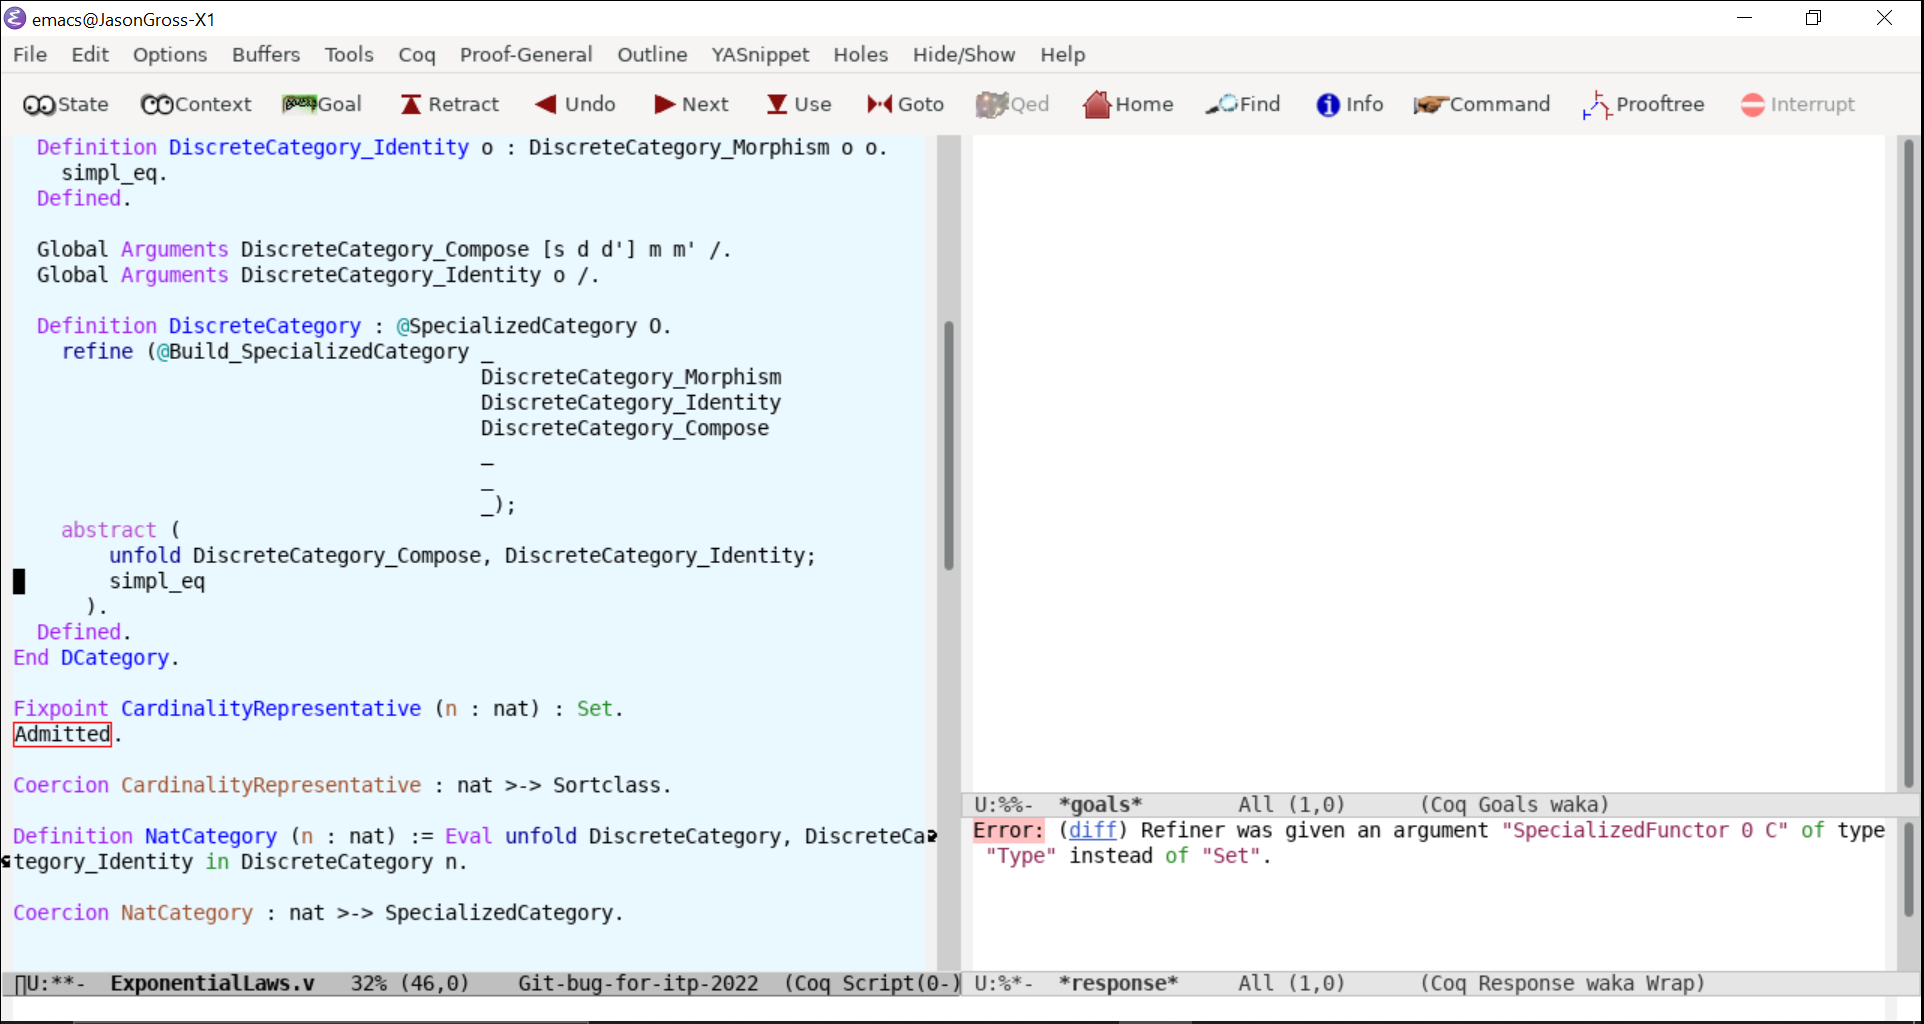 emacs@JasonGross-X1
File Edit Options Buffers Tools Coq Proof-General Outline YASnippet Holes Hide/Show Help
State Context Goal Retract Undo Next Use Goto Qed Home Find Info Command Prooftree Interrupt
Definition DiscreteCategory_Identity o : DiscreteCategory_Morphism o o.
simpl_eq.
Defined.
Global Arguments DiscreteCategory_Compose [s d d'] m m' /.
Global Arguments DiscreteCategory_Identity o /.
Definition DiscreteCategory : @SpecializedCategory O.
refine (@Build_SpecializedCategory _
DiscreteCategory_Morphism
DiscreteCategory_Identity
DiscreteCategory_Compose
_
_
_);
abstract (
unfold DiscreteCategory_Compose, DiscreteCategory_Identity;
simpl_eq
).
Defined.
End DCategory.
Fixpoint CardinalityRepresentative (n : nat) : Set.
Admitted.
Coercion CardinalityRepresentative : nat >-> Sortclass.
Definition NatCategory (n : nat) := Eval unfold DiscreteCategory, DiscreteCa
tegory_Identity in DiscreteCategory n.
Coercion NatCategory : nat >-> SpecializedCategory.
U:**- ExponentialLaws.v 32% (46,0) Git-bug-for-itp-2022 (Coq Script(0-)
U:%%- *goals* All (1,0) (Coq Goals waka)
Error: (diff) Refiner was given an argument "SpecializedFunctor 0 C" of type
"Type" instead of "Set".
U:%*- *response* All (1,0) (Coq Response waka Wrap)